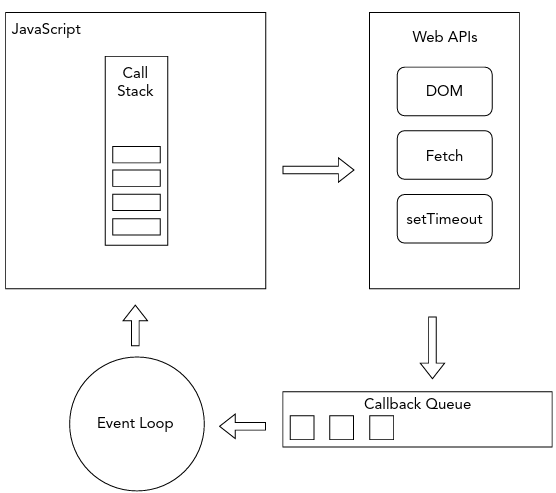 JavaScript
Call
Stack
Web APIs
DOM
Fetch
setTimeout
Callback Queue
Event Loop